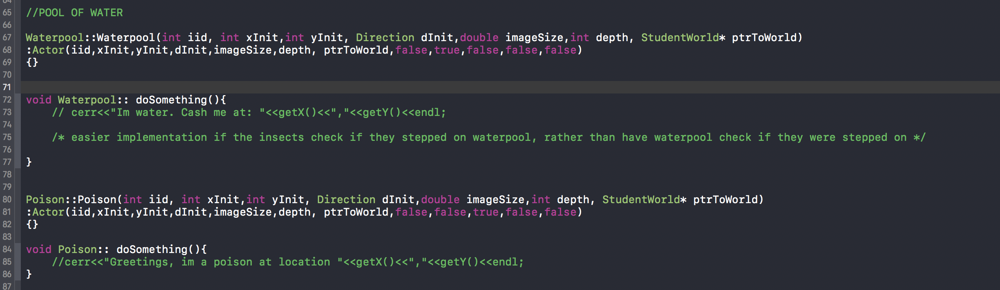 65 //POOL OF WATER
66
67 Waterpool::Waterpool(int iid, int xInit,int yInit, Direction dInit,double imageSize,int depth, StudentWorld* ptrToWorld)
68 :Actor(iid,xInit,yInit,dInit,imageSize,depth, ptrToWorld,false,true,false,false,false)
69 {}
70
71
72 void Waterpool:: doSomething(){
73 // cerr<<"Im water. Cash me at: "<<getX()<<","<<getY()<<endl;
74
75 /* easier implementation if the insects check if they stepped on waterpool, rather than have waterpool check if they were stepped on */
76
77 }
78
79
80 Poison::Poison(int iid, int xInit,int yInit, Direction dInit,double imageSize,int depth, StudentWorld* ptrToWorld)
81 :Actor(iid,xInit,yInit,dInit,imageSize,depth, ptrToWorld,false,false,true,false,false)
82 {}
83
84 void Poison:: doSomething(){
85 //cerr<<"Greetings, im a poison at location "<<getX()<<","<<getY()<<endl;
86 }
87